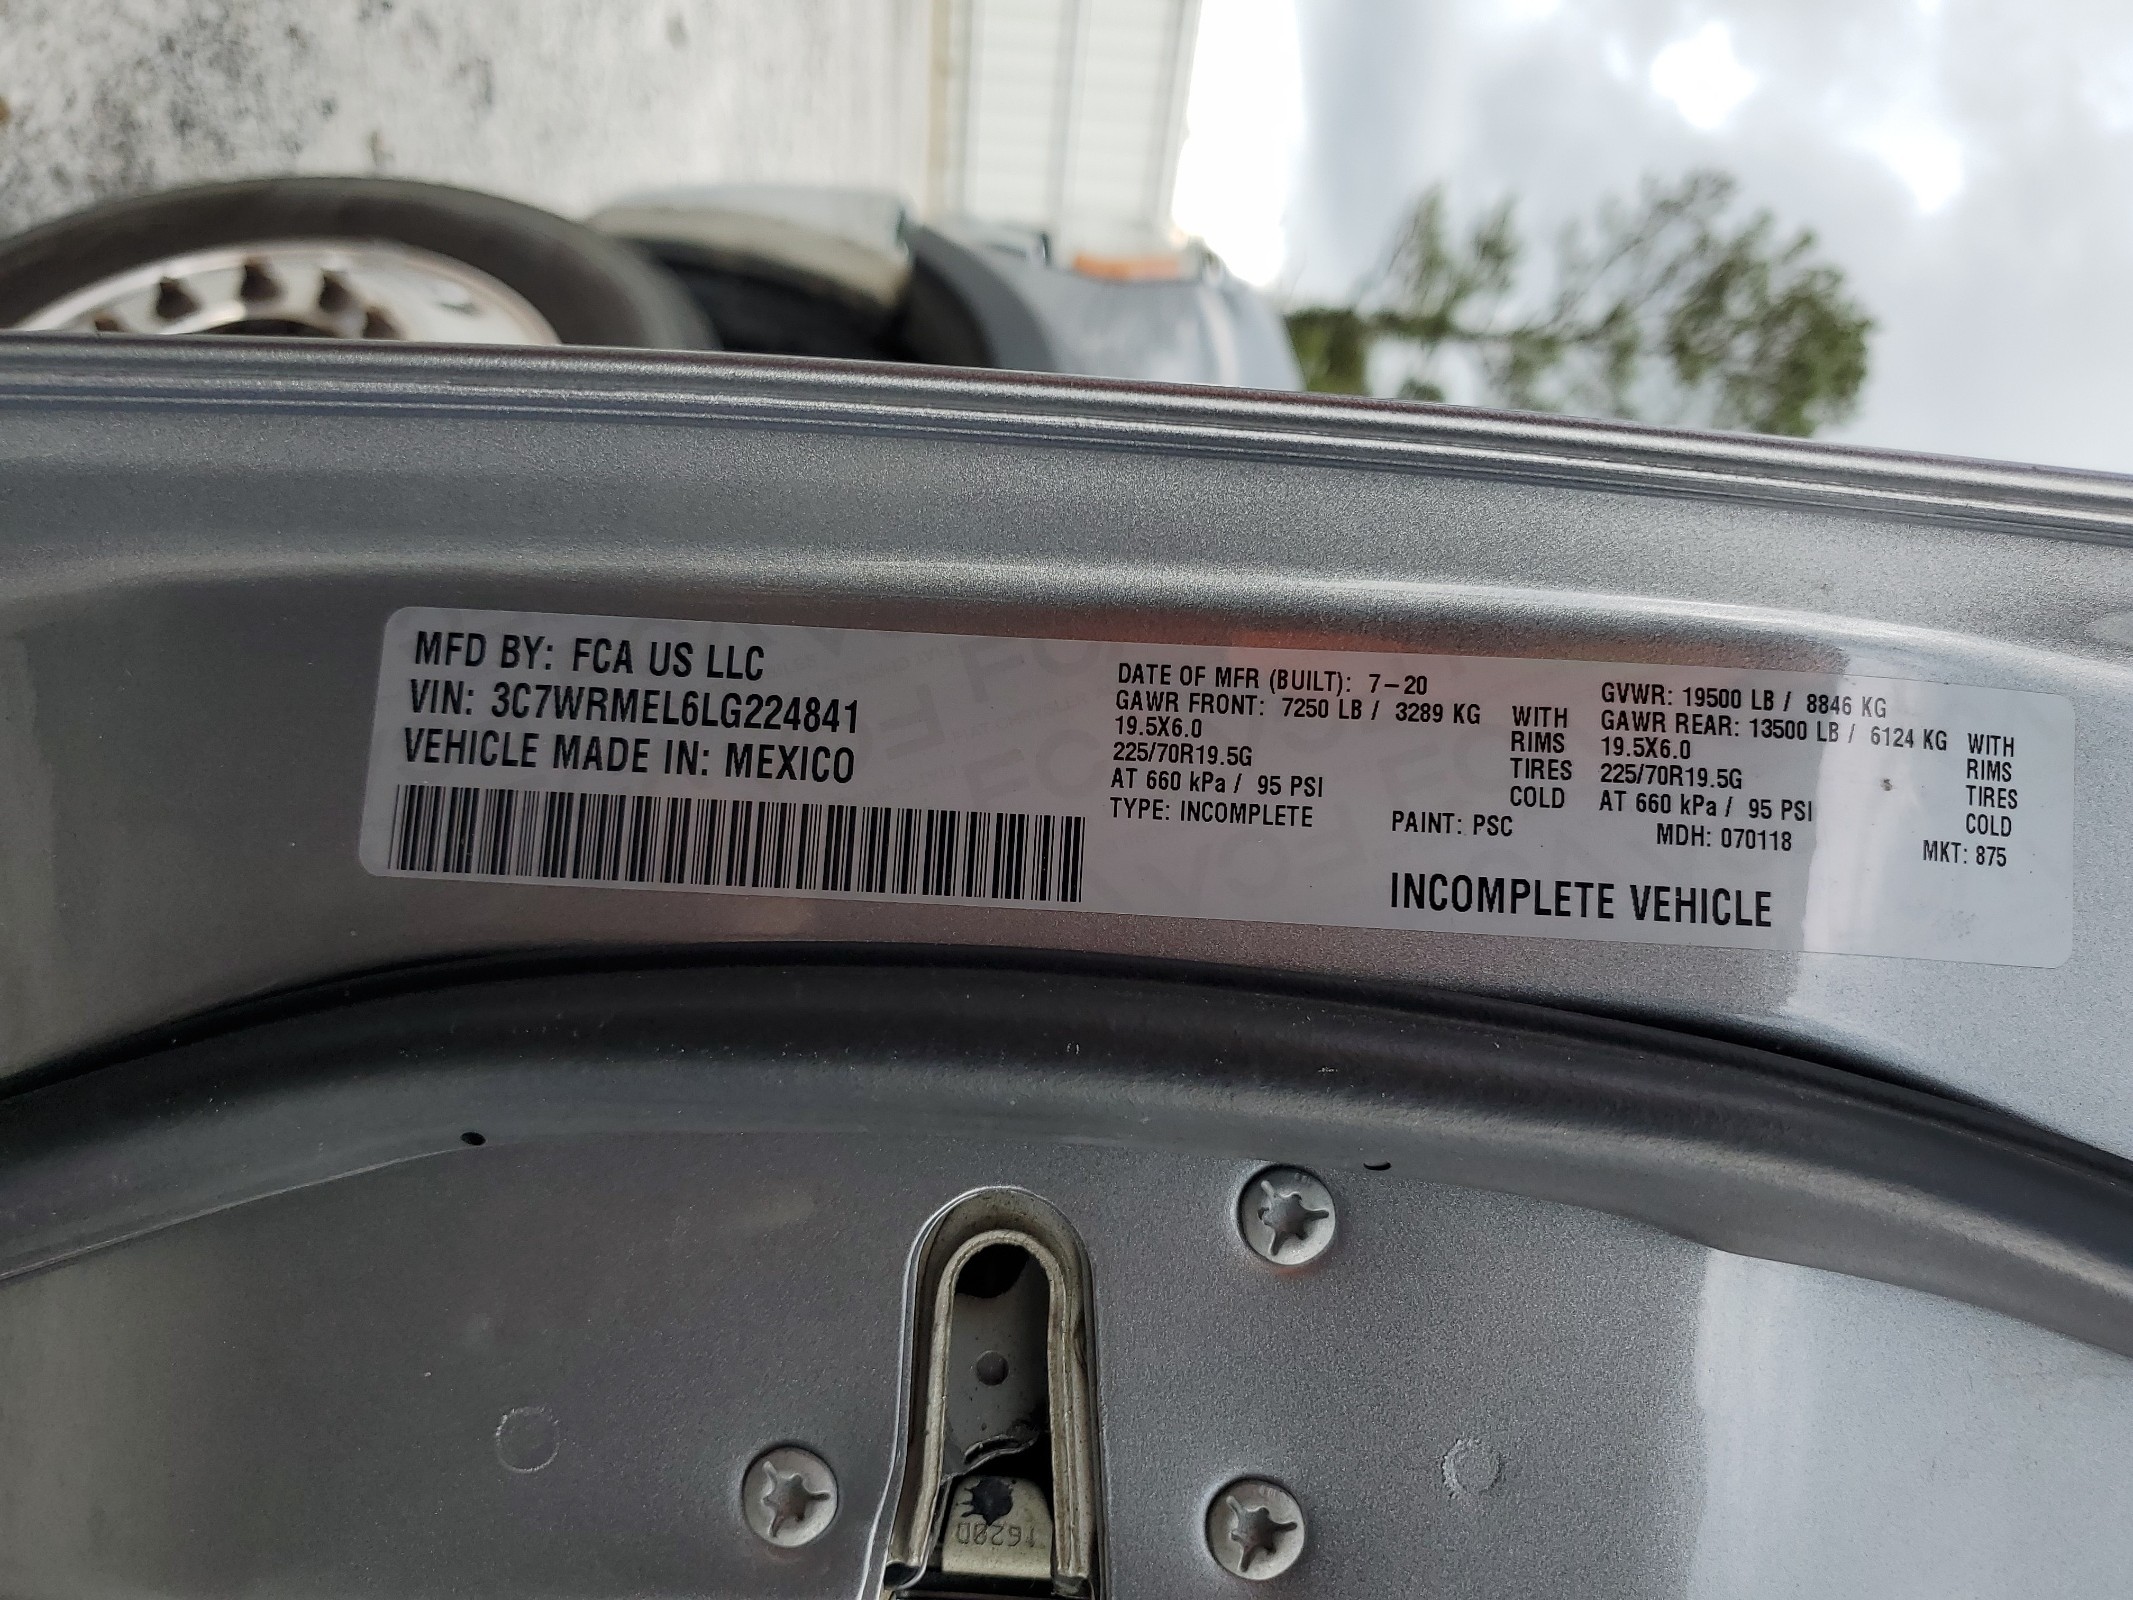 MFD BY: FCA US LLC
VIN: 3C7WRMEL6LG224841
VEHICLE MADE IN: MEXICO
DATE OF MFR (BUILT): 7-20
GAWR FRONT: 7250 LB / 3289 KG WITH
19.5X6.0 RIMS
225/70R19.5G TIRES
AT 660 kPa / 95 PSI COLD
TYPE: INCOMPLETE
GVWR: 19500 LB / 8846 KG
GAWR REAR: 13500 LB / 6124 KG WITH
19.5X6.0 RIMS
225/70R19.5G TIRES
AT 660 kPa / 95 PSI COLD
PAINT: PSC MDH: 070118 MKT: 875
INCOMPLETE VEHICLE